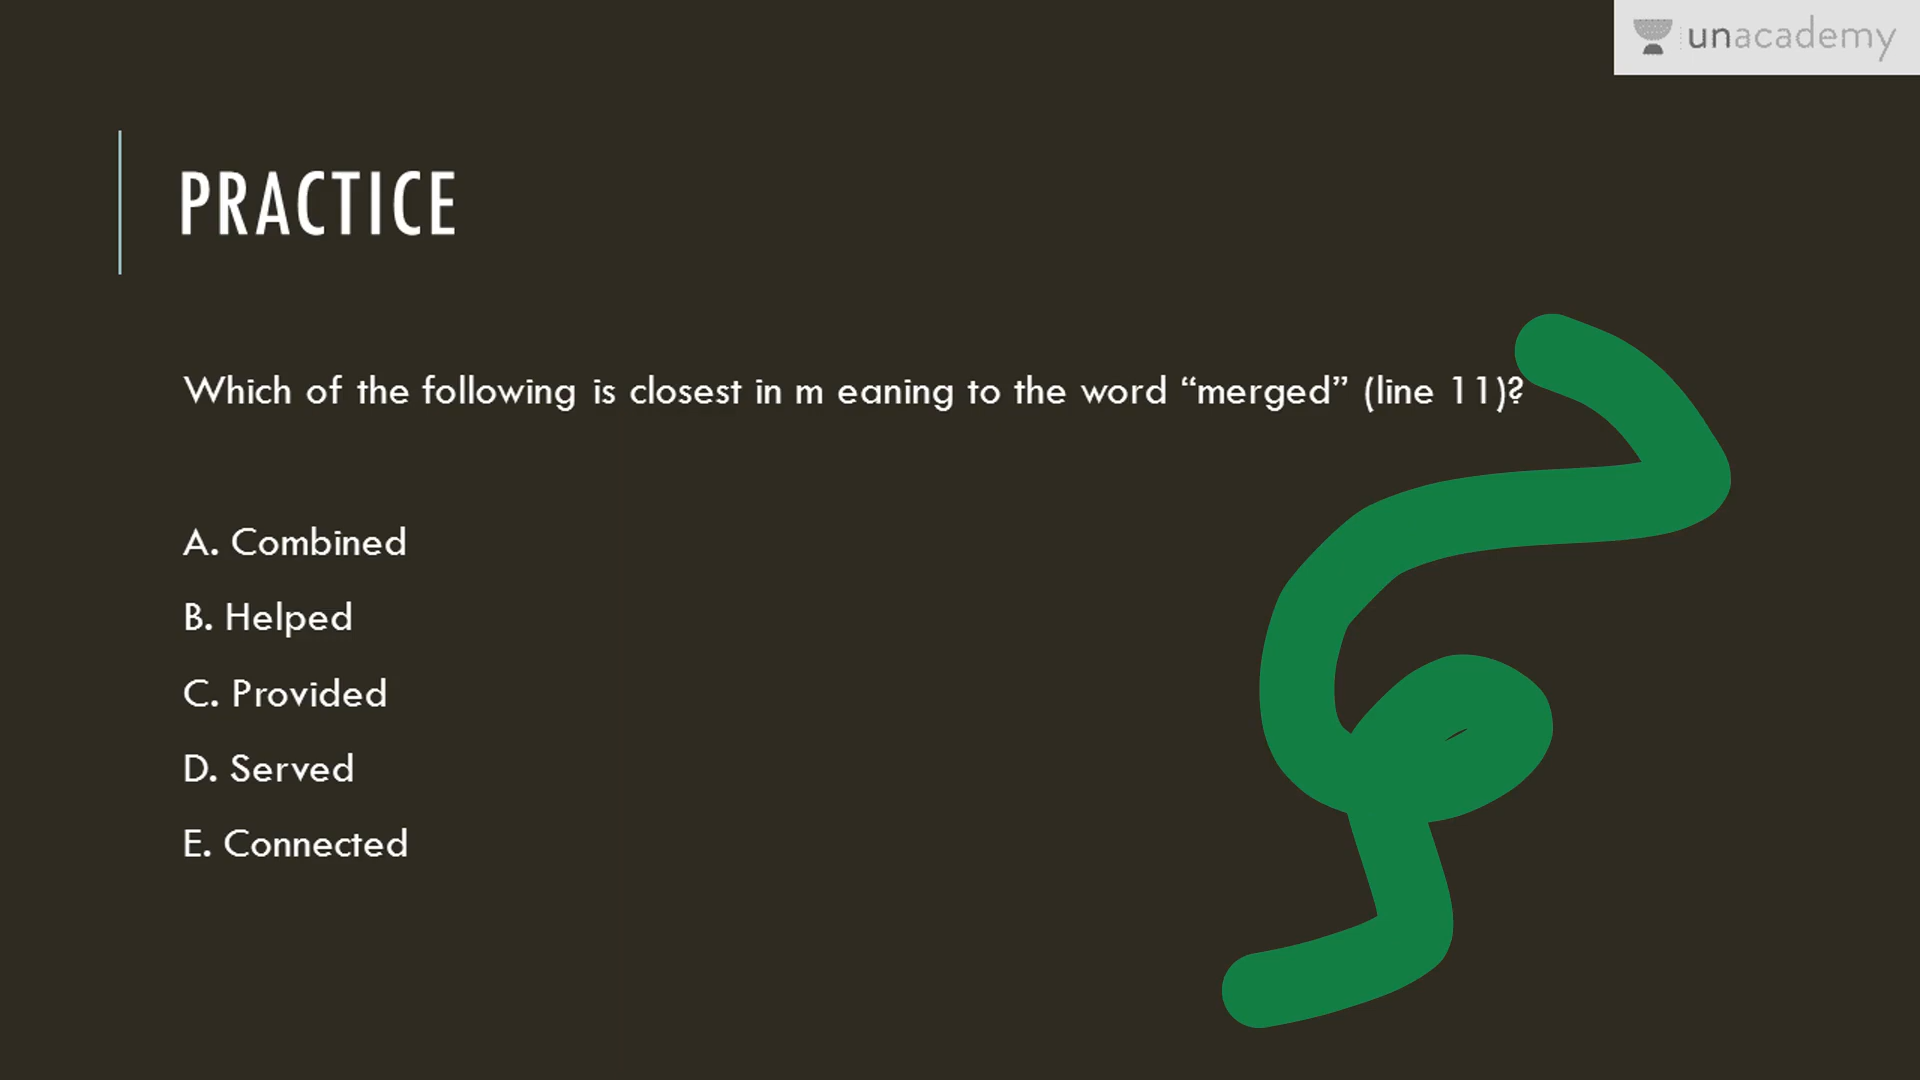 unacademy
PRACTICE
Which of the following is closest in m eaning to the word “merged” (line 11)?
A. Combined
B. Helped
C. Provided
D. Served
E. Connected